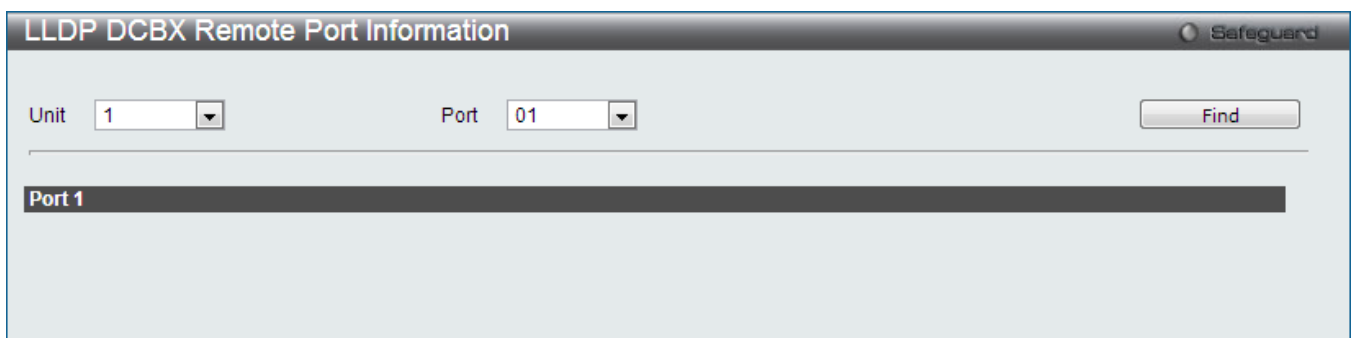 LLDP DCBX Remote Port Information
Safeguard
Unit 1 Port 01 Find
Port 1